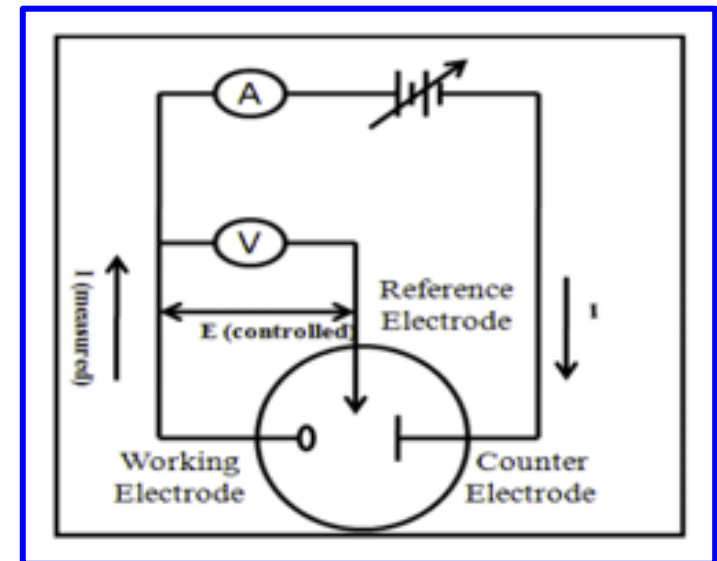 A
V
I (measured)
E (controlled)
Reference
Electrode
I
Working
Electrode
Counter
Electrode